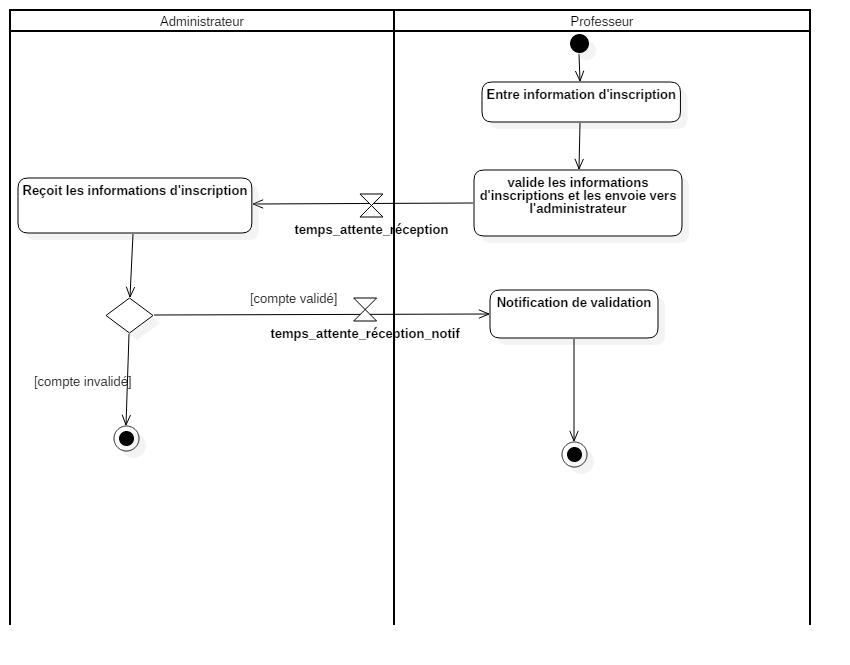 Administrateur
Professeur
Entre information d'inscription
Reçoit les informations d'inscription
valide les informations
d'inscriptions et les envoie vers
l'administrateur
temps_attente_réception
[compte validé]
Notification de validation
temps_attente_réception_notif
[compte invalidé]